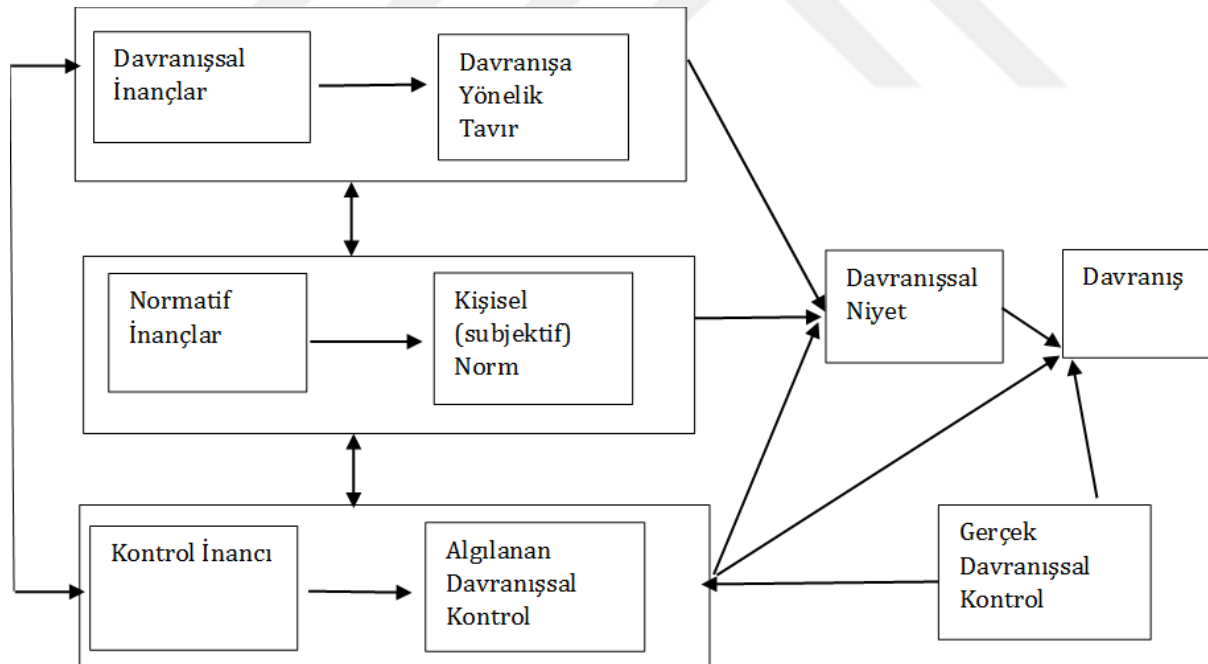 Davranışsal
İnançlar
Davranışa
Yönelik
Tavır
Normatif
İnançlar
Kişisel
(subjektif)
Norm
Davranışsal
Niyet
Davranış
Kontrol İnancı
Algılanan
Davranışsal
Kontrol
Gerçek
Davranışsal
Kontrol